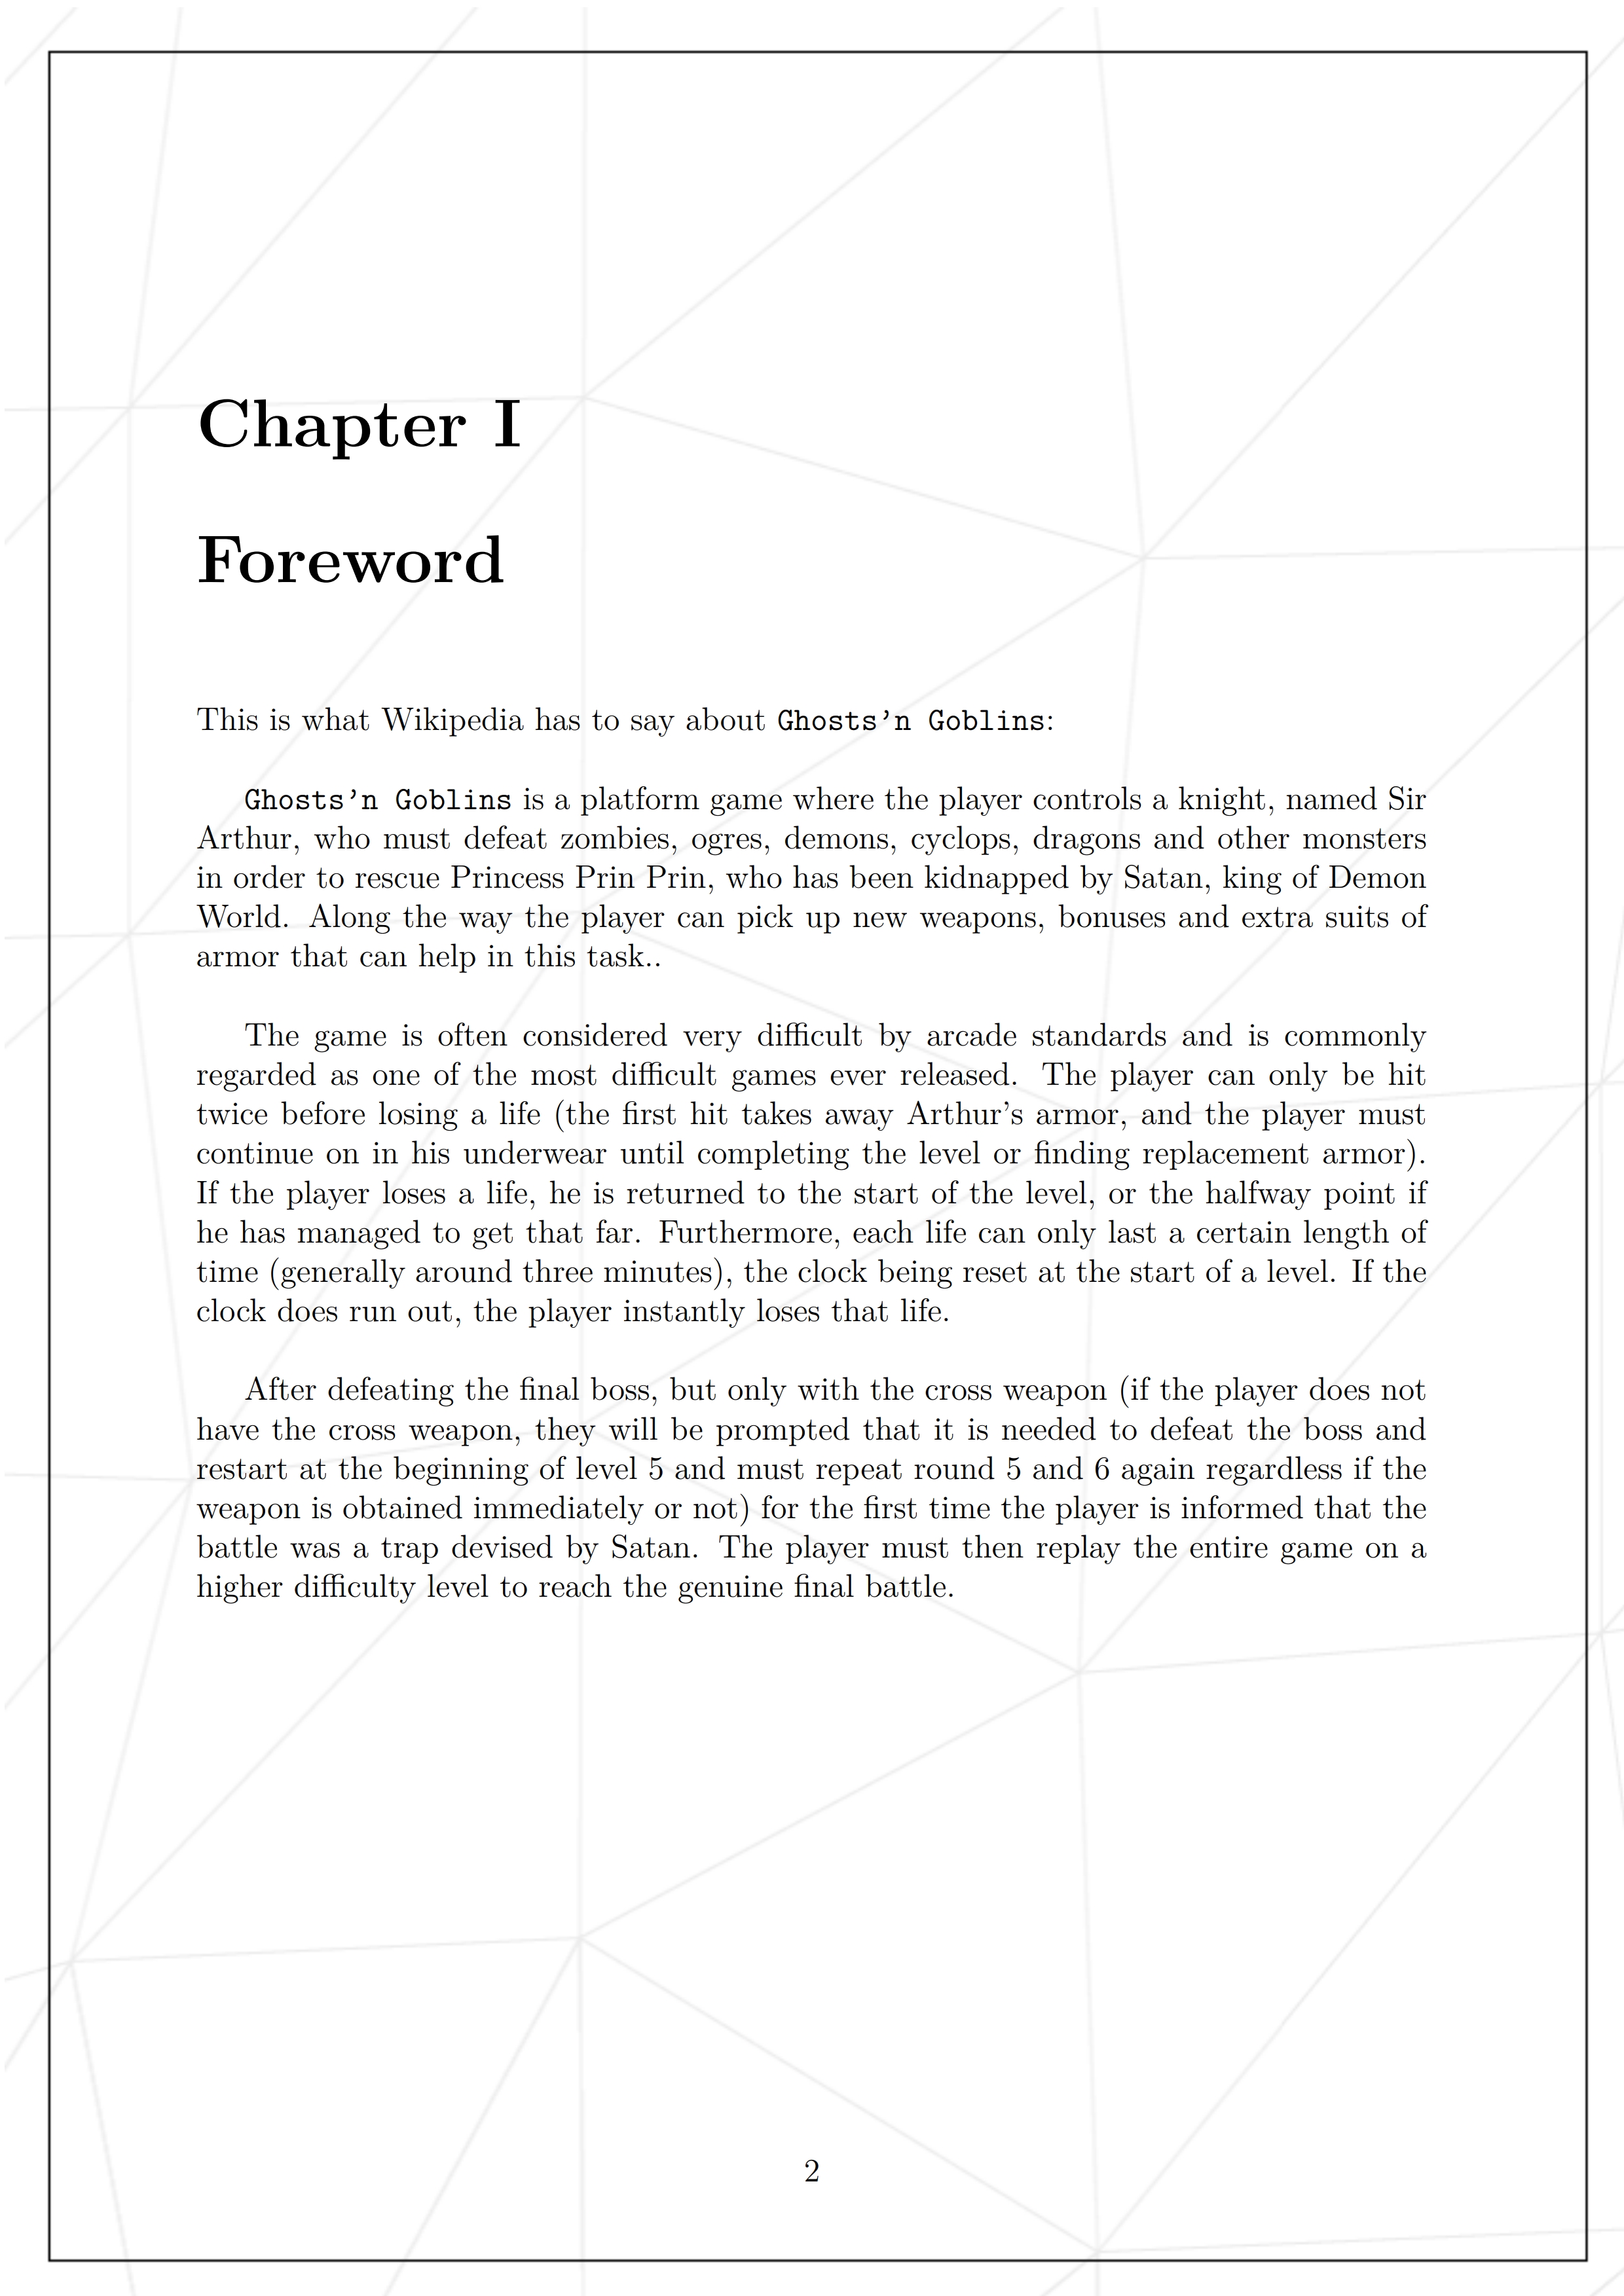 Chapter I
Foreword
This is what Wikipedia has to say about Ghosts'n Goblins:
Ghosts'n Goblins is a platform game where the player controls a knight, named Sir
Arthur, who must defeat zombies, ogres, demons, cyclops, dragons and other monsters
in order to rescue Princess Prin Prin, who has been kidnapped by Satan, king of Demon
World. Along the way the player can pick up new weapons, bonuses and extra suits of
armor that can help in this task..
The game is often considered very difficult by arcade standards and is commonly
regarded as one of the most difficult games ever released. The player can only be hit
twice before losing a life (the first hit takes away Arthur's armor, and the player must
continue on in his underwear until completing the level or finding replacement armor).
If the player loses a life, he is returned to the start of the level, or the halfway point if
he has managed to get that far. Furthermore, each life can only last a certain length of
time (generally around three minutes), the clock being reset at the start of a level. If the
clock does run out, the player instantly loses that life.
After defeating the final boss, but only with the cross weapon (if the player does not
have the cross weapon, they will be prompted that it is needed to defeat the boss and
restart at the beginning of level 5 and must repeat round 5 and 6 again regardless if the
weapon is obtained immediately or not) for the first time the player is informed that the
battle was a trap devised by Satan. The player must then replay the entire game on a
higher difficulty level to reach the genuine final battle.
2